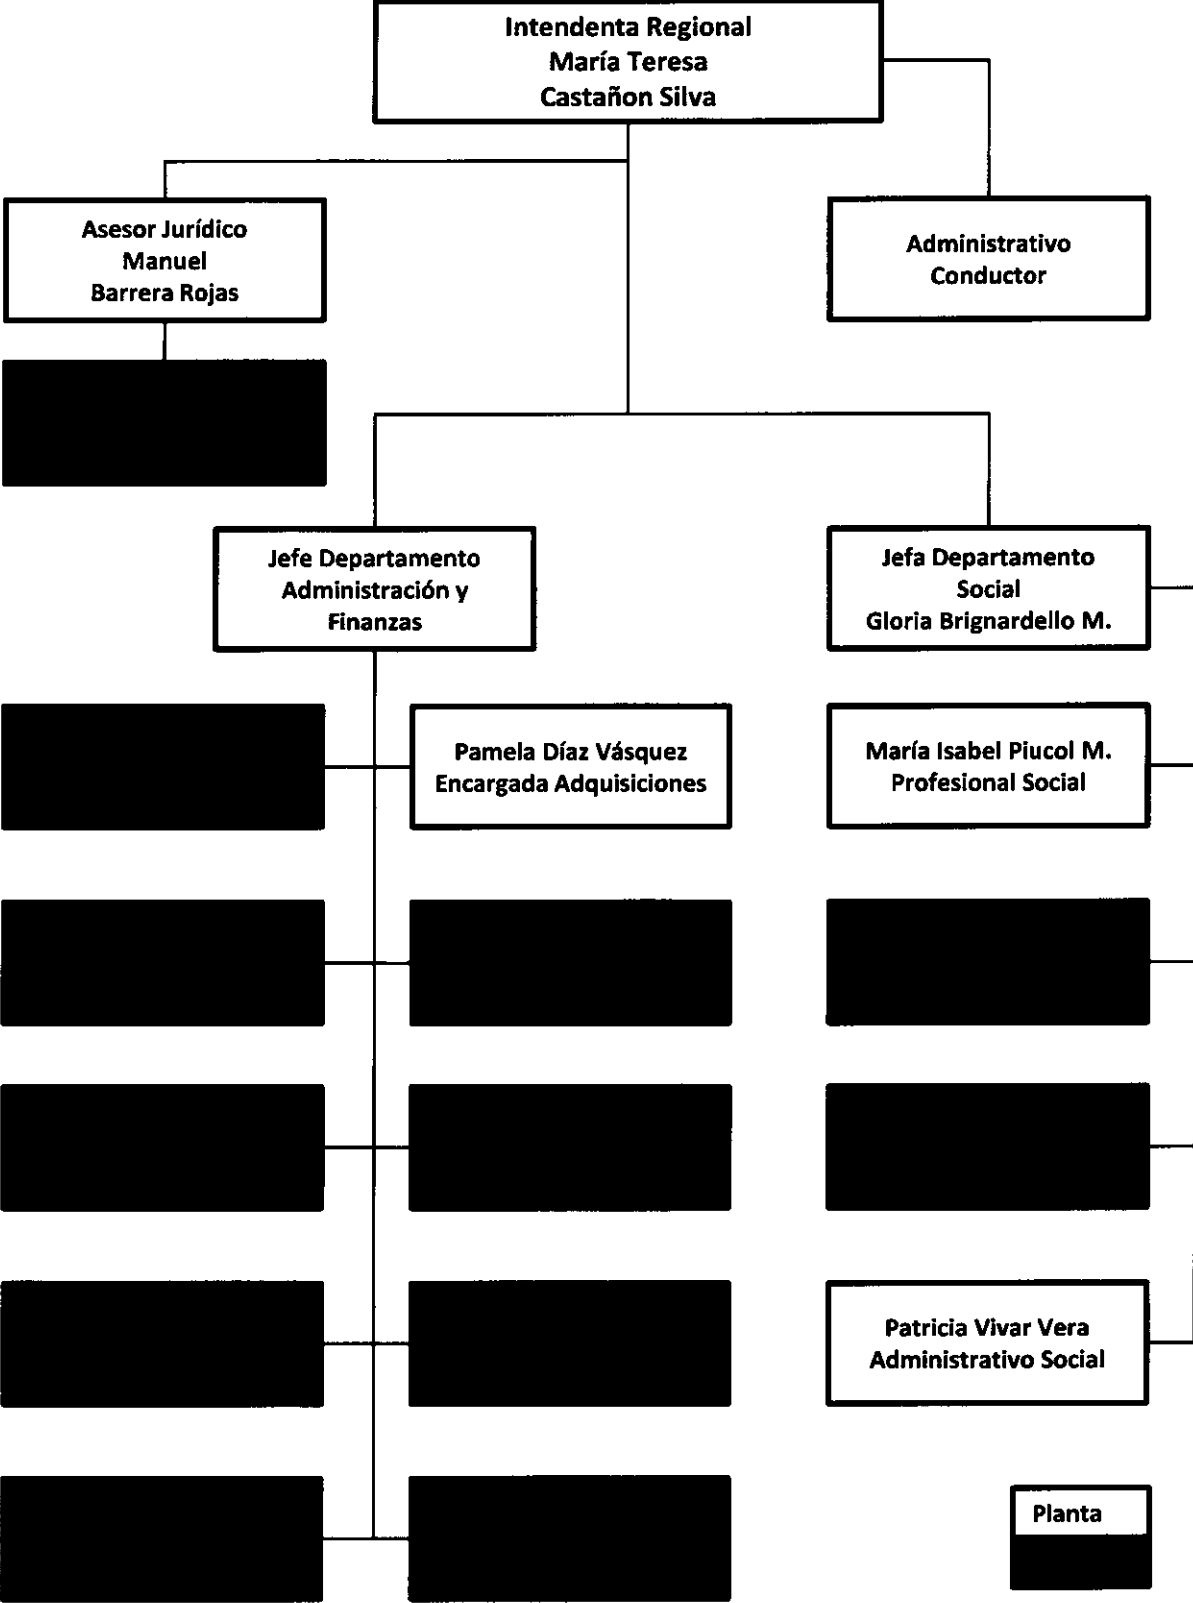 Intendenta Regional
María Teresa
Castañon Silva
Asesor Jurídico
Manuel
Barrera Rojas
Administrativo
Conductor
Jefe Departamento
Administración y
Finanzas
Jefa Departamento
Social
Gloria Brignardello M.
Pamela Díaz Vásquez
Encargada Adquisiciones
María Isabel Piucol M.
Profesional Social
Patricia Vivar Vera
Administrativo Social
Planta